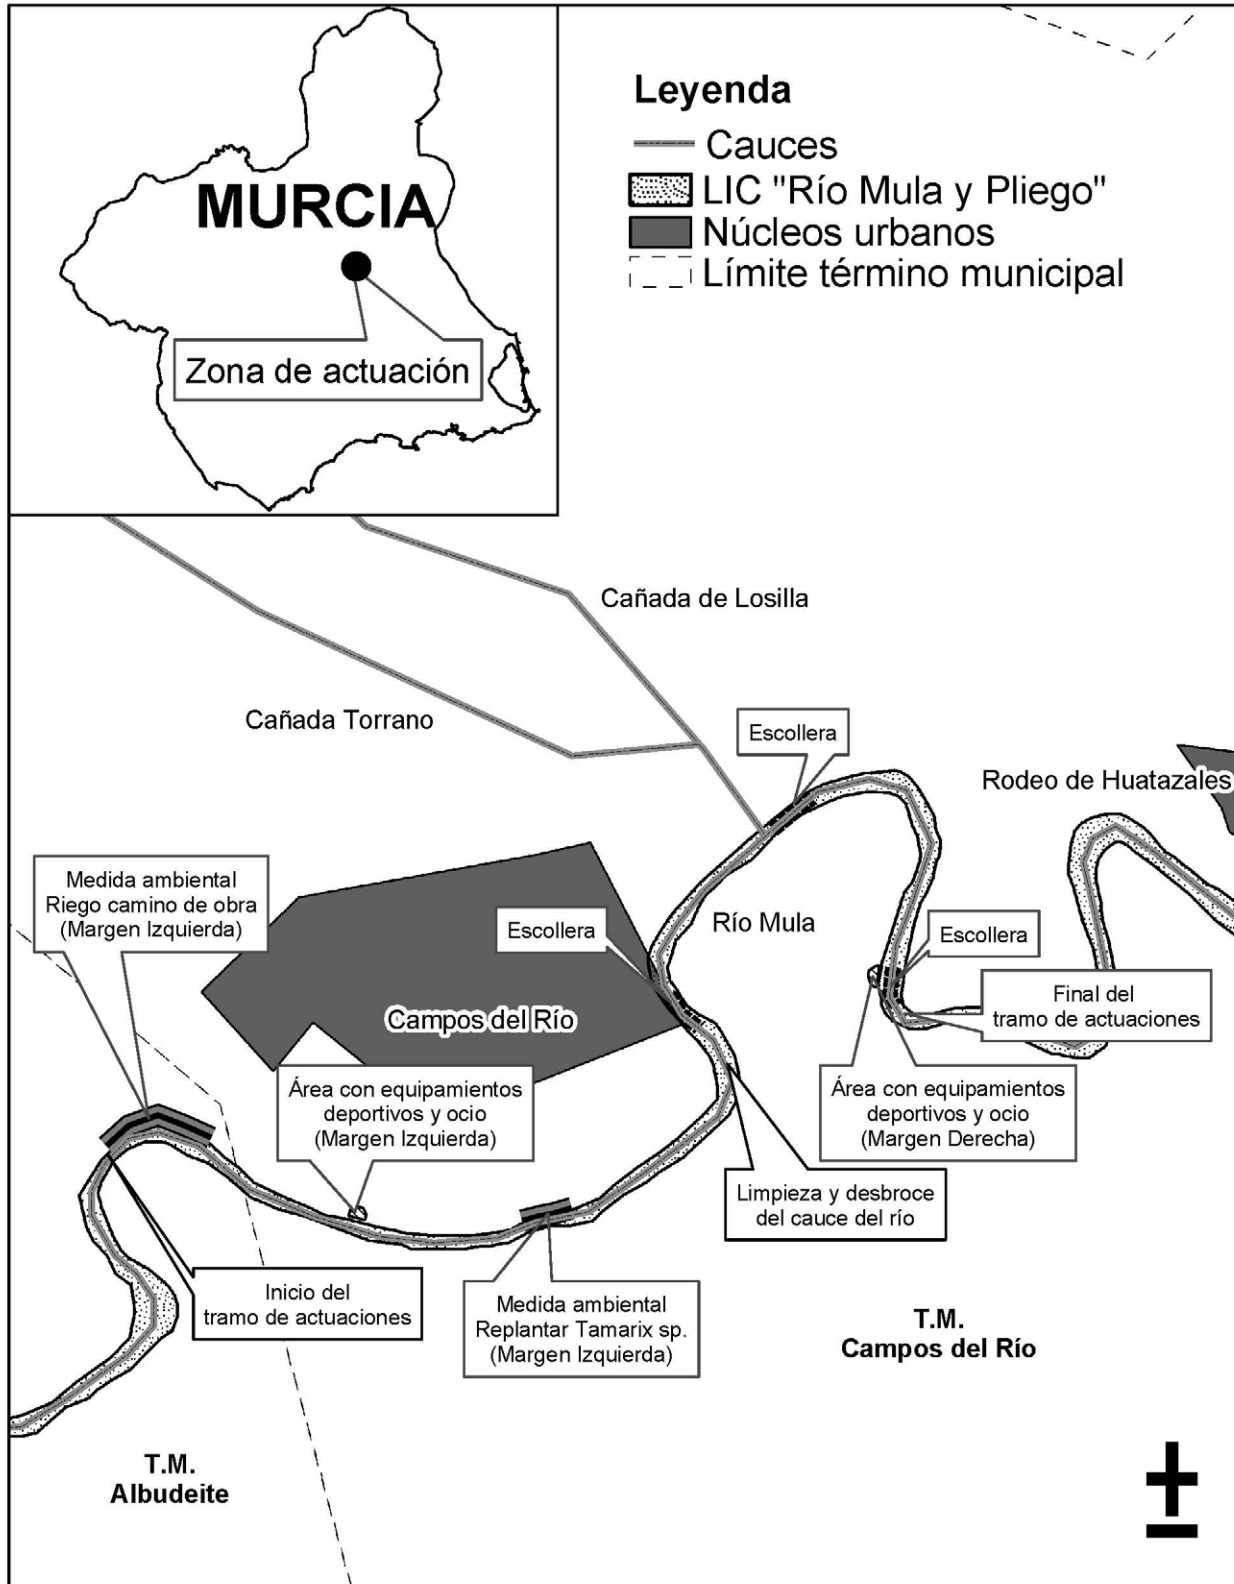 MURCIA
Zona de actuación
Leyenda
Cauces
LIC "Río Mula y Pliego"
Núcleos urbanos
Límite término municipal
Cañada de Losilla
Cañada Torrano
Escollera
Rodeo de Huatazales
Medida ambiental
Riego camino de obra
(Margen Izquierda)
Escollera
Río Mula
Escollera
Campos del Río
Final del
tramo de actuaciones
Área con equipamientos
deportivos y ocio
(Margen Izquierda)
Área con equipamientos
deportivos y ocio
(Margen Derecha)
Limpieza y desbroce
del cauce del río
Inicio del
tramo de actuaciones
Medida ambiental
Replantar Tamarix sp.
(Margen Izquierda)
T.M.
Campos del Río
T.M.
Albudeite